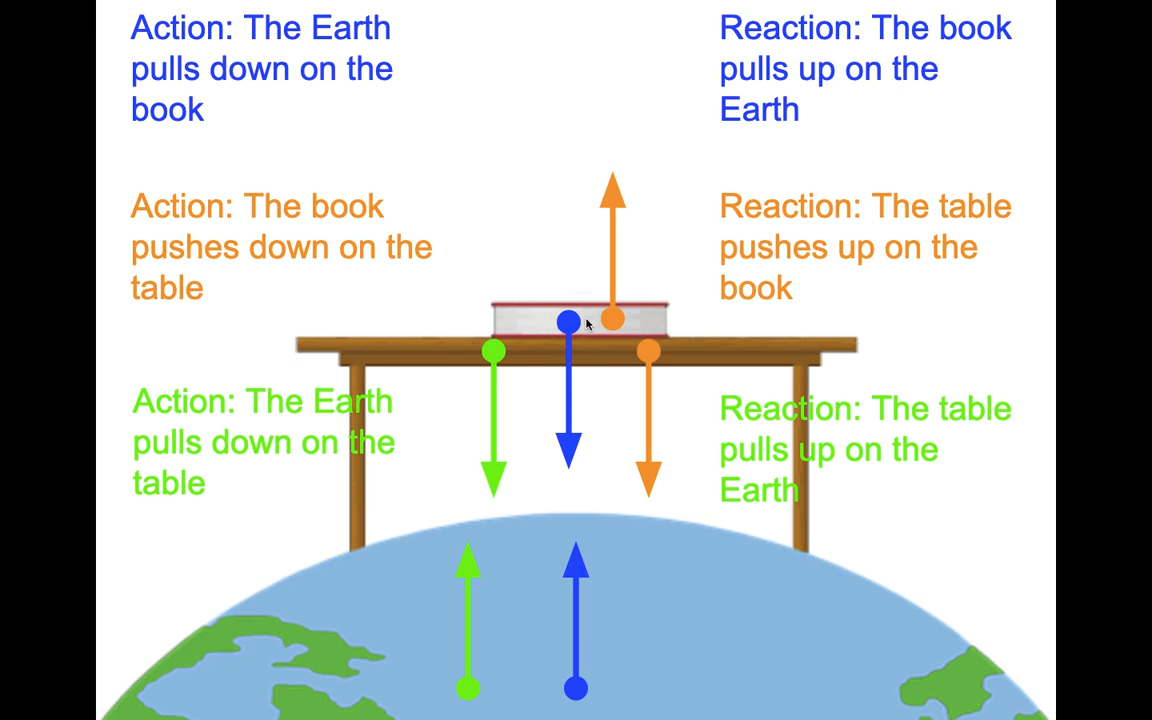 Action: The Earth
pulls down on the
book
Reaction: The book
pulls up on the
Earth
Action: The book
pushes down on the
table
Reaction: The table
pushes up on the
book
Action: The Earth
pulls down on the
table
Reaction: The table
pulls up on the
Earth